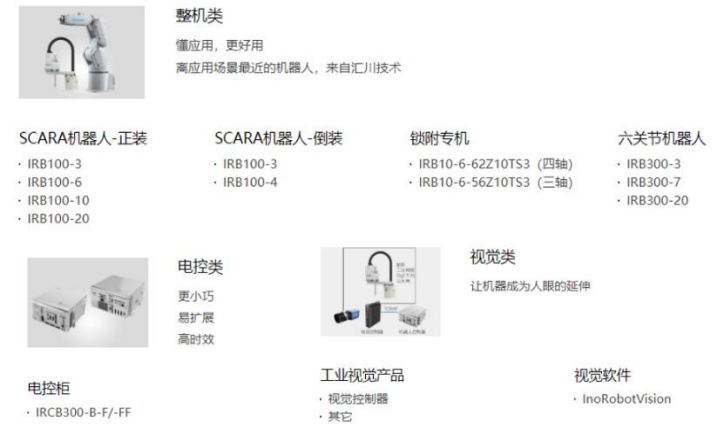 整机类
懂应用，更好用
离应用场景最近的机器人，来自汇川技术
SCARA机器人-正装
· IRB100-3
· IRB100-6
· IRB100-10
· IRB100-20
SCARA机器人-倒装
· IRB100-3
· IRB100-4
锁附专机
· IRB10-6-62Z10TS3（四轴)
· IRB10-6-56Z10TS3（三轴)
六关节机器人
· IRB300-3
· IRB300-7
· IRB300-20
电控类
更小巧
易扩展
高时效
电控柜
· IRCB300-B-F/-FF
视觉类
让机器成为人眼的延伸
工业视觉产品
· 视觉控制器
· 其它
视觉软件
· InoRobotVision